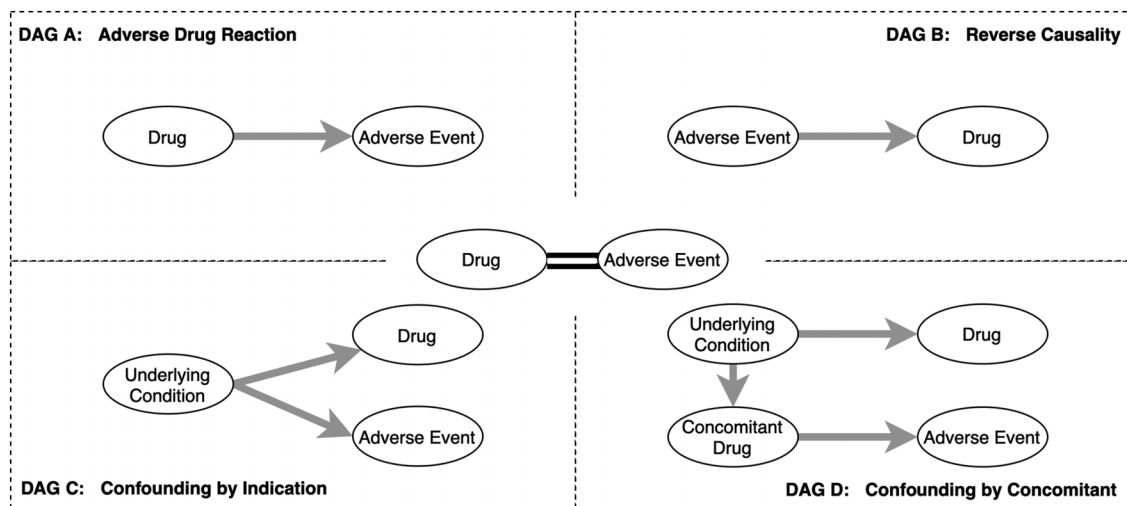 DAG A: Adverse Drug Reaction
DAG B: Reverse Causality
Drug
Adverse Event
Adverse Event
Drug
Drug
Adverse Event
Underlying
Condition
Drug
Adverse Event
Underlying
Condition
Drug
Concomitant
Drug
Adverse Event
DAG C: Confounding by Indication
DAG D: Confounding by Concomitant